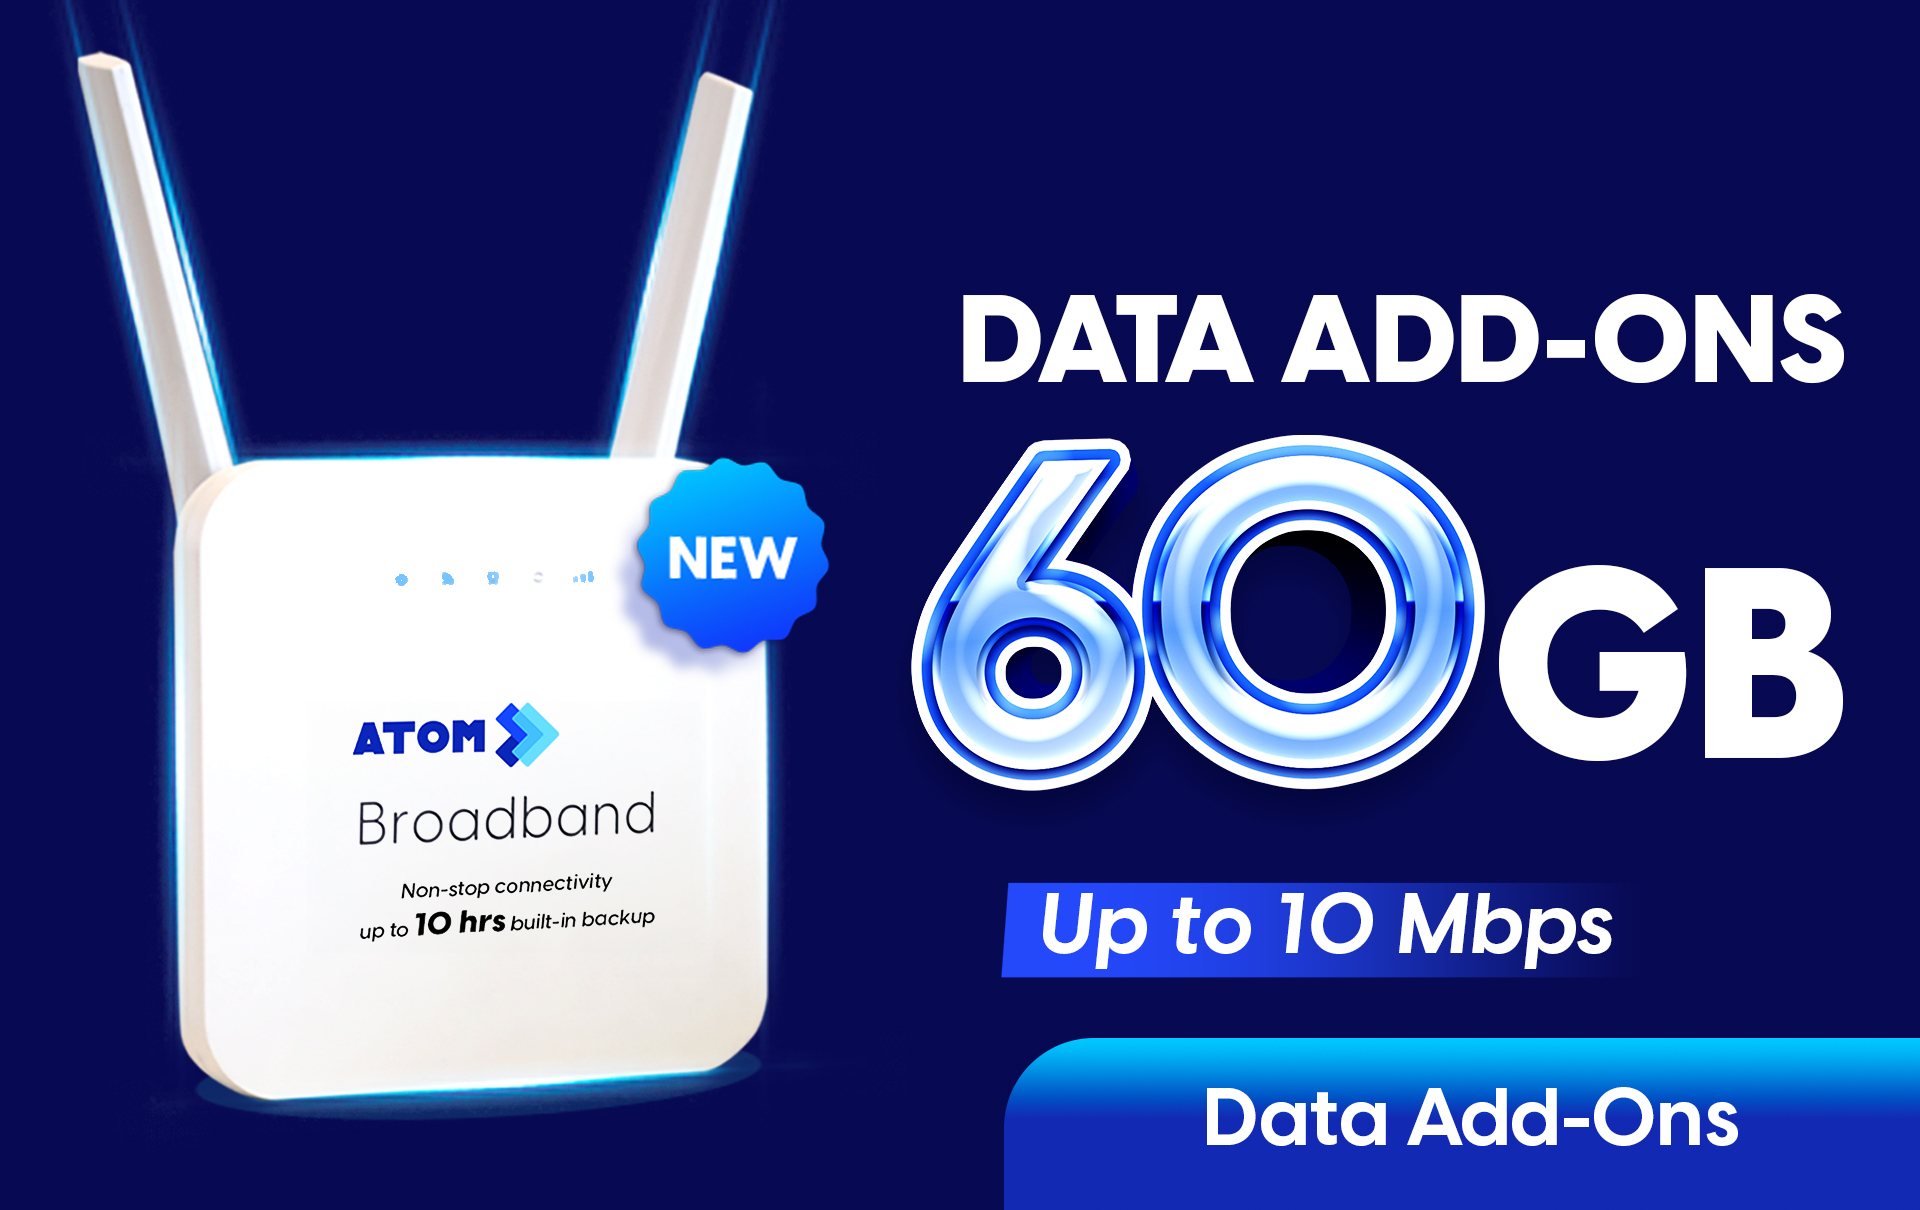 NEW
ATOM
Broadband
Non-stop connectivity
up to 10 hrs built-in backup
DATA ADD-ONS
60GB
Up to 10 Mbps
Data Add-Ons